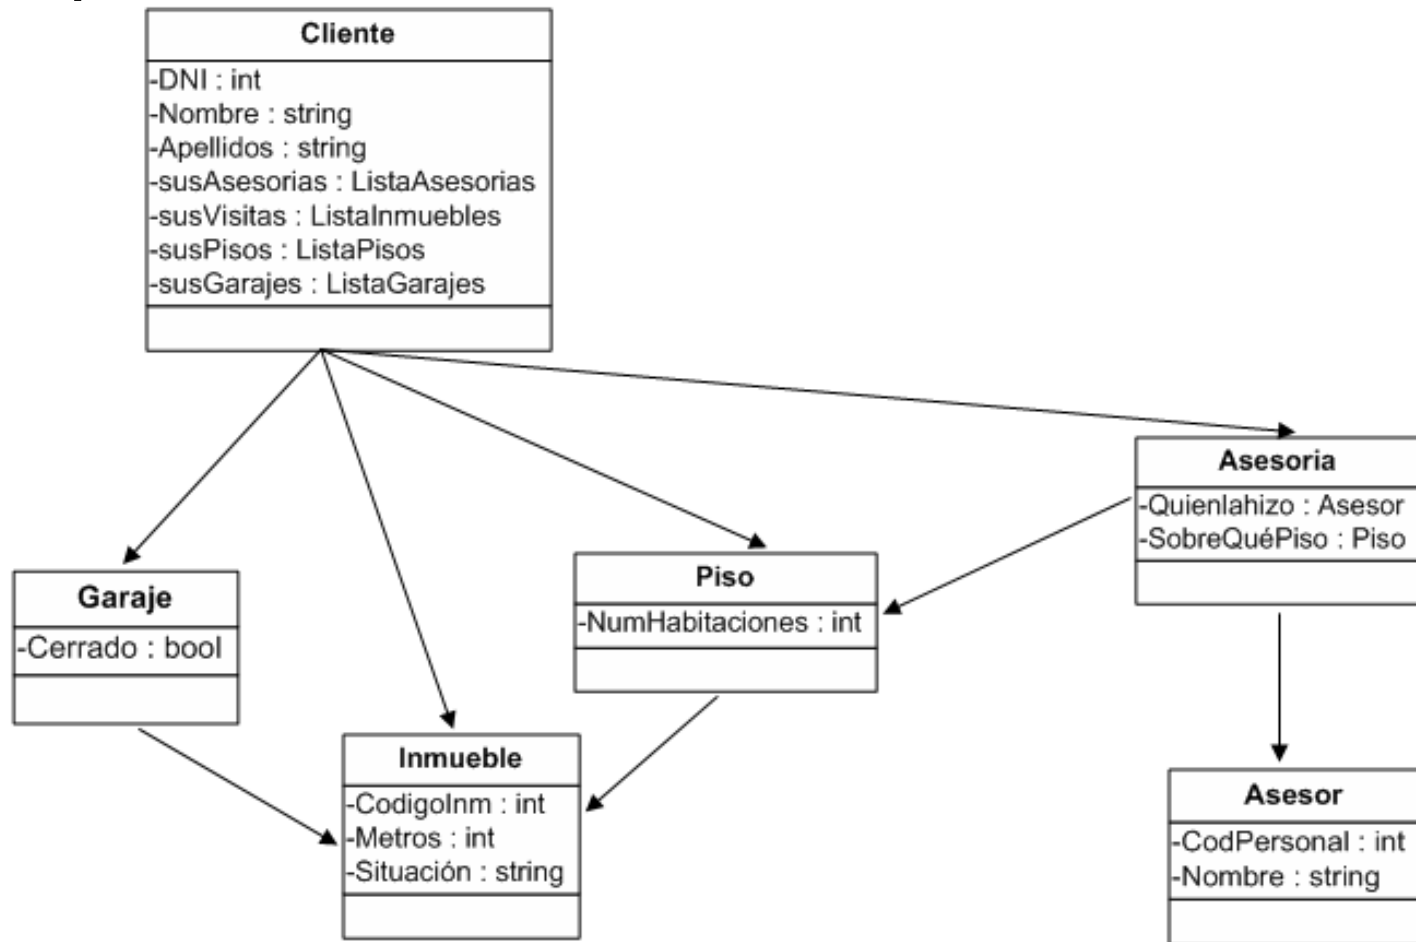 Cliente
-DNI : int
-Nombre : string
-Apellidos : string
-susAsesorias : ListaAsesorias
-susVisitas : ListaInmuebles
-susPisos : ListaPisos
-susGarajes : ListaGarajes
Asesoria
-Quienlahizo : Asesor
-SobreQuéPiso : Piso
Garaje
-Cerrado : bool
Piso
-NumHabitaciones : int
Inmueble
-CodigoInm : int
-Metros : int
-Situación : string
Asesor
-CodPersonal : int
-Nombre : string